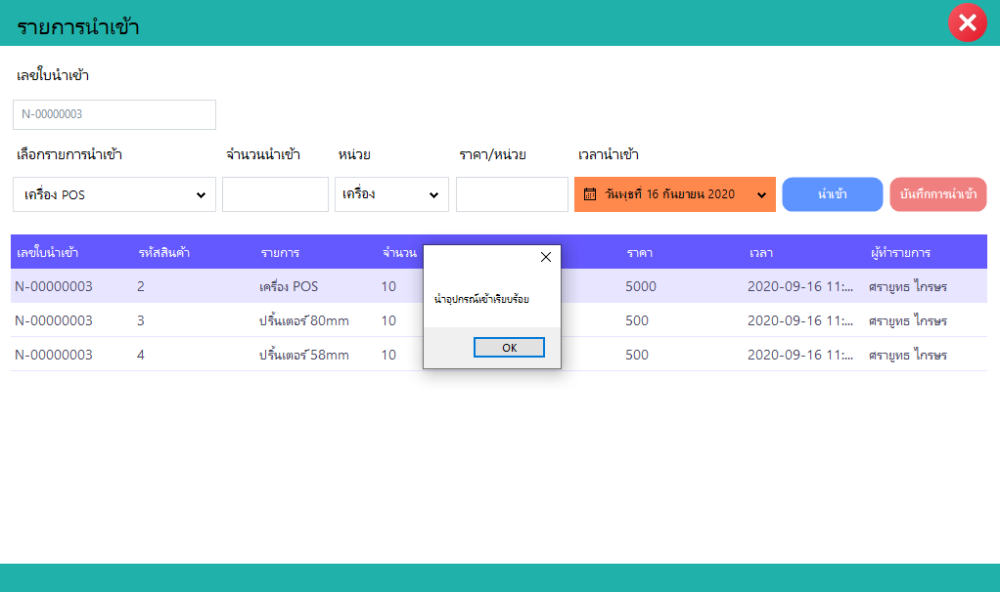 รายการนำเข้า
เลขใบนำเข้า
N-00000003
เลือกรายการนำเข้า จำนวนนำเข้า หน่วย ราคา/หน่วย เวลานำเข้า
เครื่อง POS เครื่อง วันพุธที่ 16 กันยายน 2020 นำเข้า บันทึกการนำเข้า
เลขใบนำเข้า รหัสสินค้า รายการ จำนวน ราคา เวลา ผู้ทำรายการ
N-00000003 2 เครื่อง POS 10 5000 2020-09-16 11:... ศรายุทธ ไกรษร
N-00000003 3 ปริ้นเตอร์ 80mm 10 500 2020-09-16 11:... ศรายุทธ ไกรษร
N-00000003 4 ปริ้นเตอร์ 58mm 10 500 2020-09-16 11:... ศรายุทธ ไกรษร
นำอุปกรณ์เข้าเรียบร้อย
OK